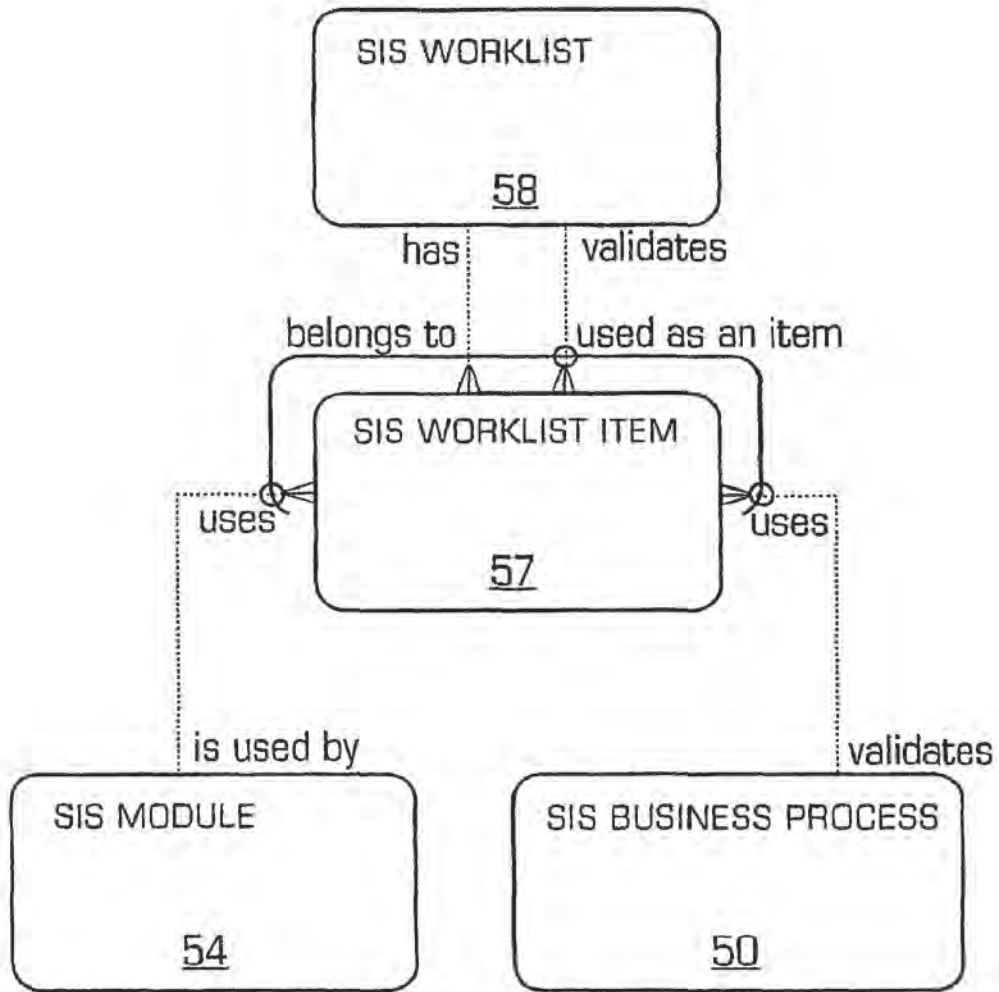 SIS WORKLIST
58
has
validates
belongs to
used as an item
SIS WORKLIST ITEM
uses
uses
57
is used by
validates
SIS MODULE
SIS BUSINESS PROCESS
54
50